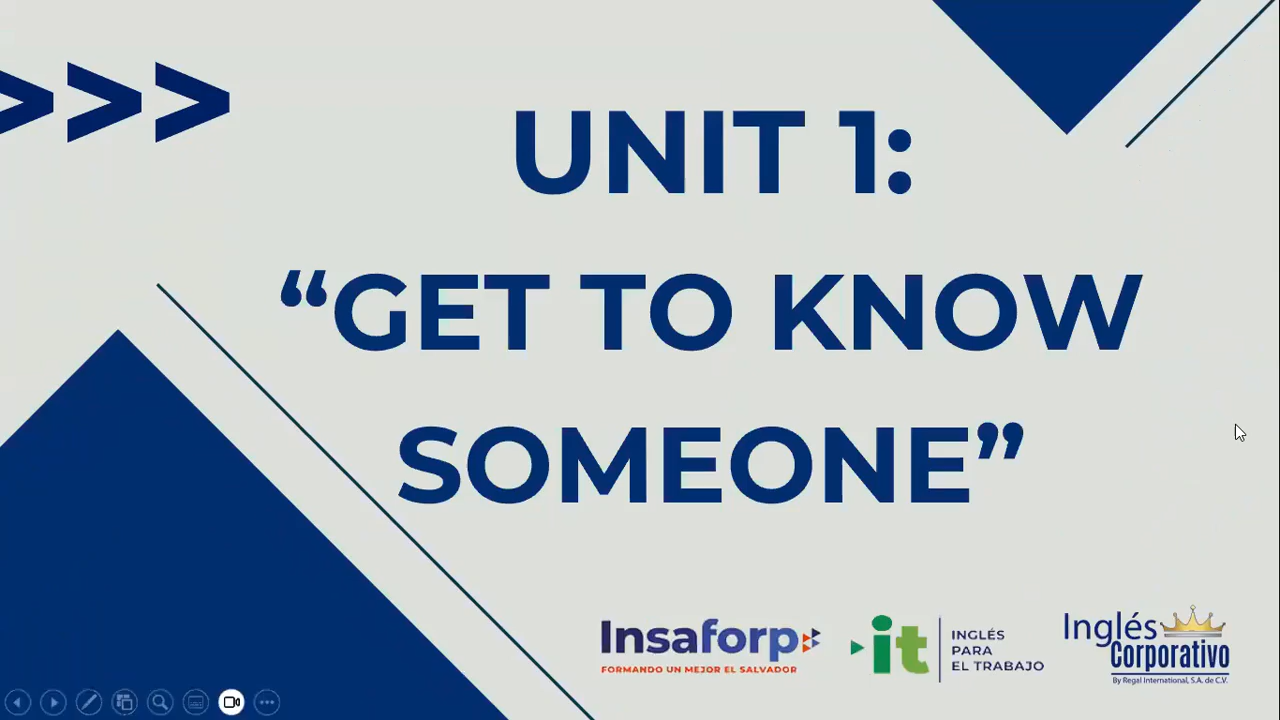 >>>
UNIT 1:
“GET TO KNOW
SOMEONE”
Insaforp
FORMANDO UN MEJOR EL SALVADOR
it
INGLÉS
PARA
EL TRABAJO
Inglés
Corporativo
By Regal International, S.A. de C.V.